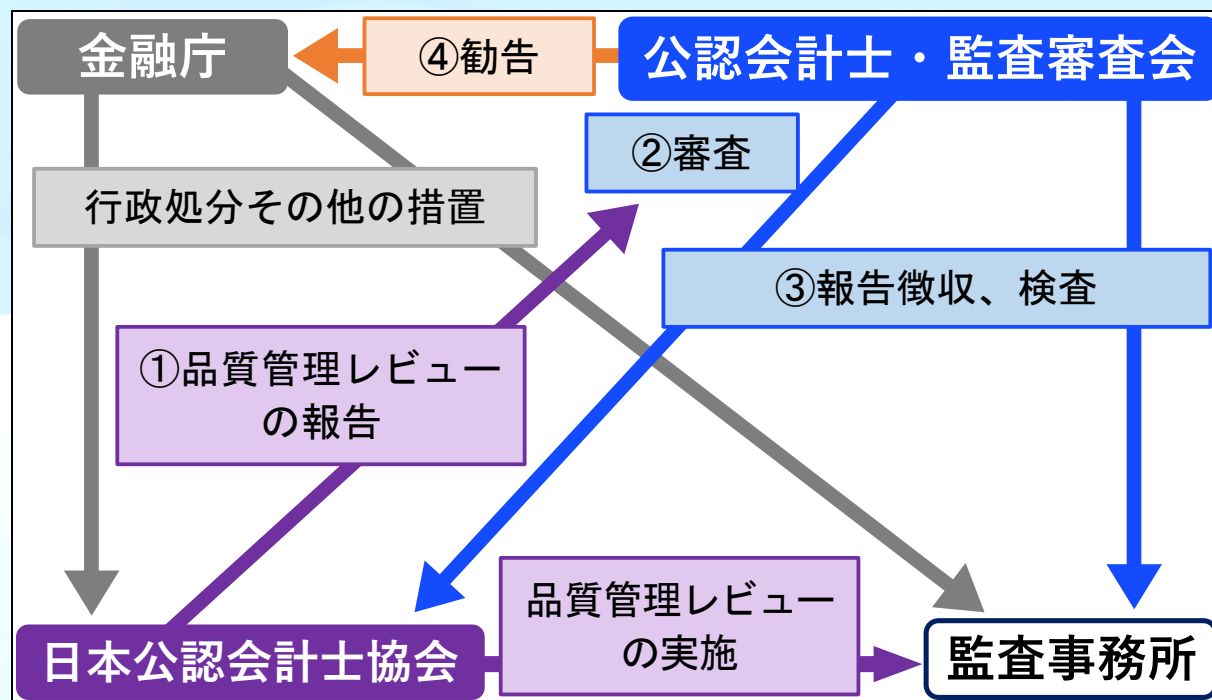 金融庁
④勧告
公認会計士・監査審査会
②審査
行政処分その他の措置
③報告徴収、検査
①品質管理レビュー
の報告
品質管理レビュー
の実施
日本公認会計士協会
監査事務所